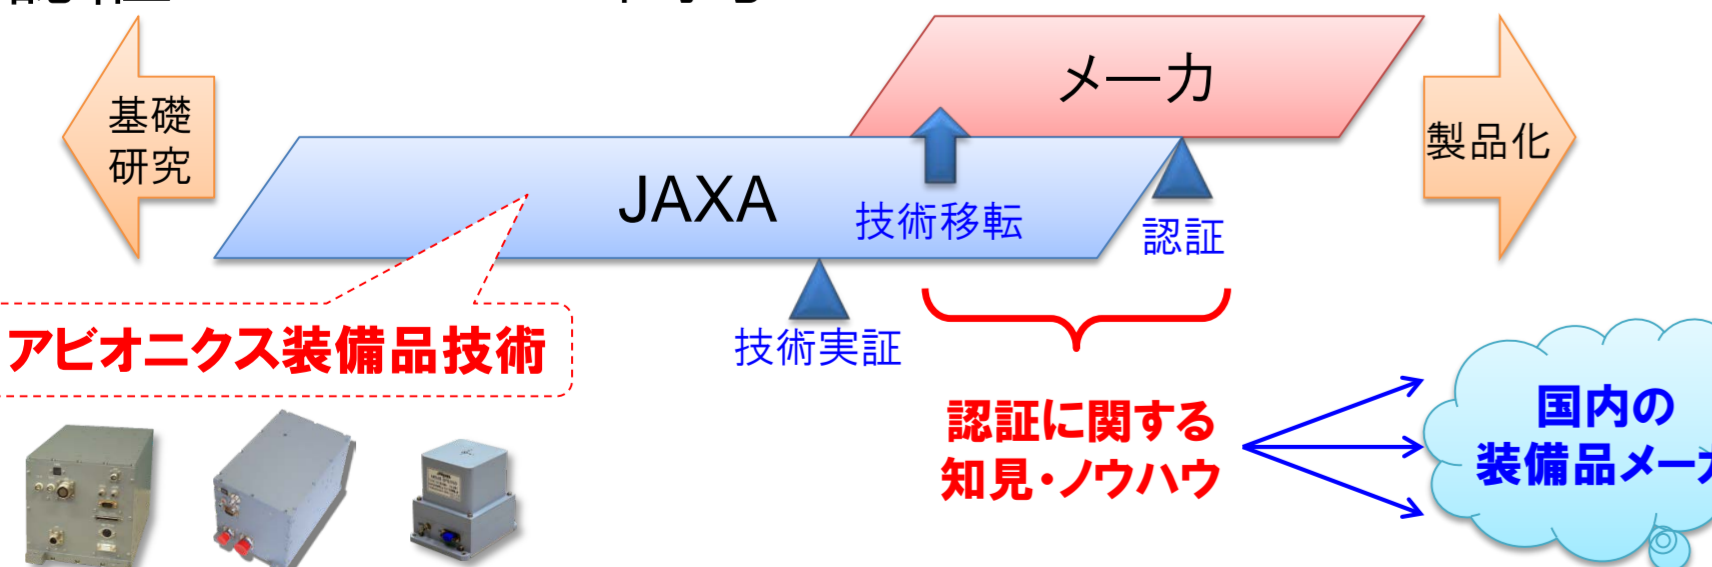 メーカ
基礎
研究
製品化
JAXA
技術移転
認証
技術実証
アビオニクス装備品技術
認証に関する
知見・ノウハウ
国内の
装備品メーカ